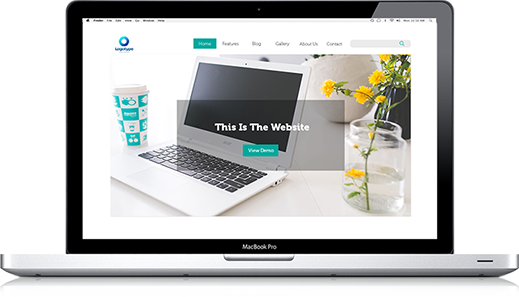 Finder File Edit View Go Window Help
Logotype
Home Features Blog Gallery About Us Contact
This Is The Website
View Demo
MacBook Pro